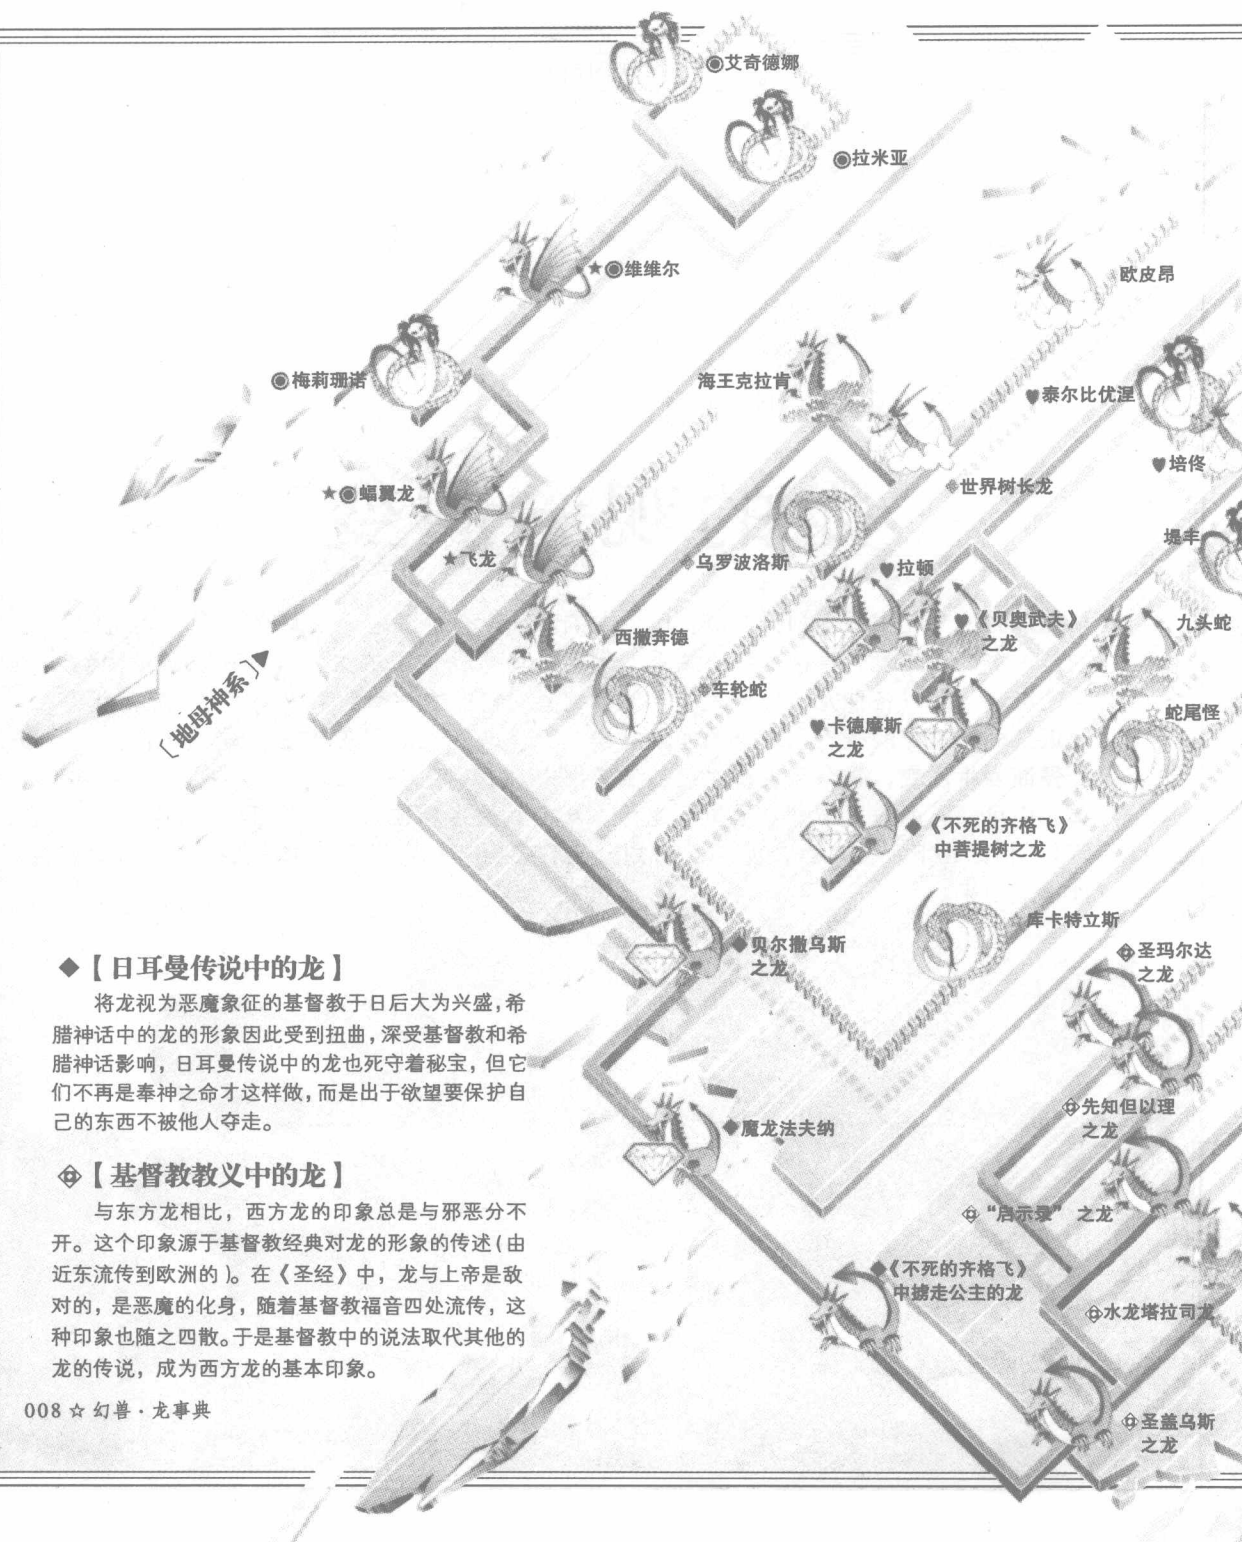 ◉艾奇德娜
◉拉米亚
★◉维维尔
欧皮昂
◉梅莉珊诺
海王克拉肯
♥泰尔比优涅
♥培佟
★◉蝠翼龙
世界树长龙
堤丰
★飞龙
乌罗波洛斯
♥拉顿
♥《贝奥武夫》
之龙
九头蛇
西撒奔德
车轮蛇
〔地母神系〕▶
☆蛇尾怪
♥卡德摩斯
之龙
◆《不死的齐格飞》
中菩提树之龙
☆库卡特立斯
◆贝尔撒乌斯
之龙
圣玛尔达
之龙
◆【日耳曼传说中的龙】
将龙视为恶魔象征的基督教于日后大为兴盛，希
腊神话中的龙的形象因此受到扭曲，深受基督教和希
腊神话影响，日耳曼传说中的龙也死守着秘宝，但它
们不再是奉神之命才这样做，而是出于欲望要保护自
己的东西不被他人夺走。
先知但以理
之龙
◆魔龙法夫纳
【基督教教义中的龙】
与东方龙相比，西方龙的印象总是与邪恶分不
开。这个印象源于基督教经典对龙的形象的传述(由
近东流传到欧洲的)。在《圣经》中，龙与上帝是敌
对的，是恶魔的化身，随着基督教福音四处流传，这
种印象也随之四散。于是基督教中的说法取代其他的
龙的传说，成为西方龙的基本印象。
“启示录” 之龙
◆《不死的齐格飞》
中掳走公主的龙
水龙塔拉司龙
圣盖乌斯
之龙
008 ☆ 幻兽·龙事典